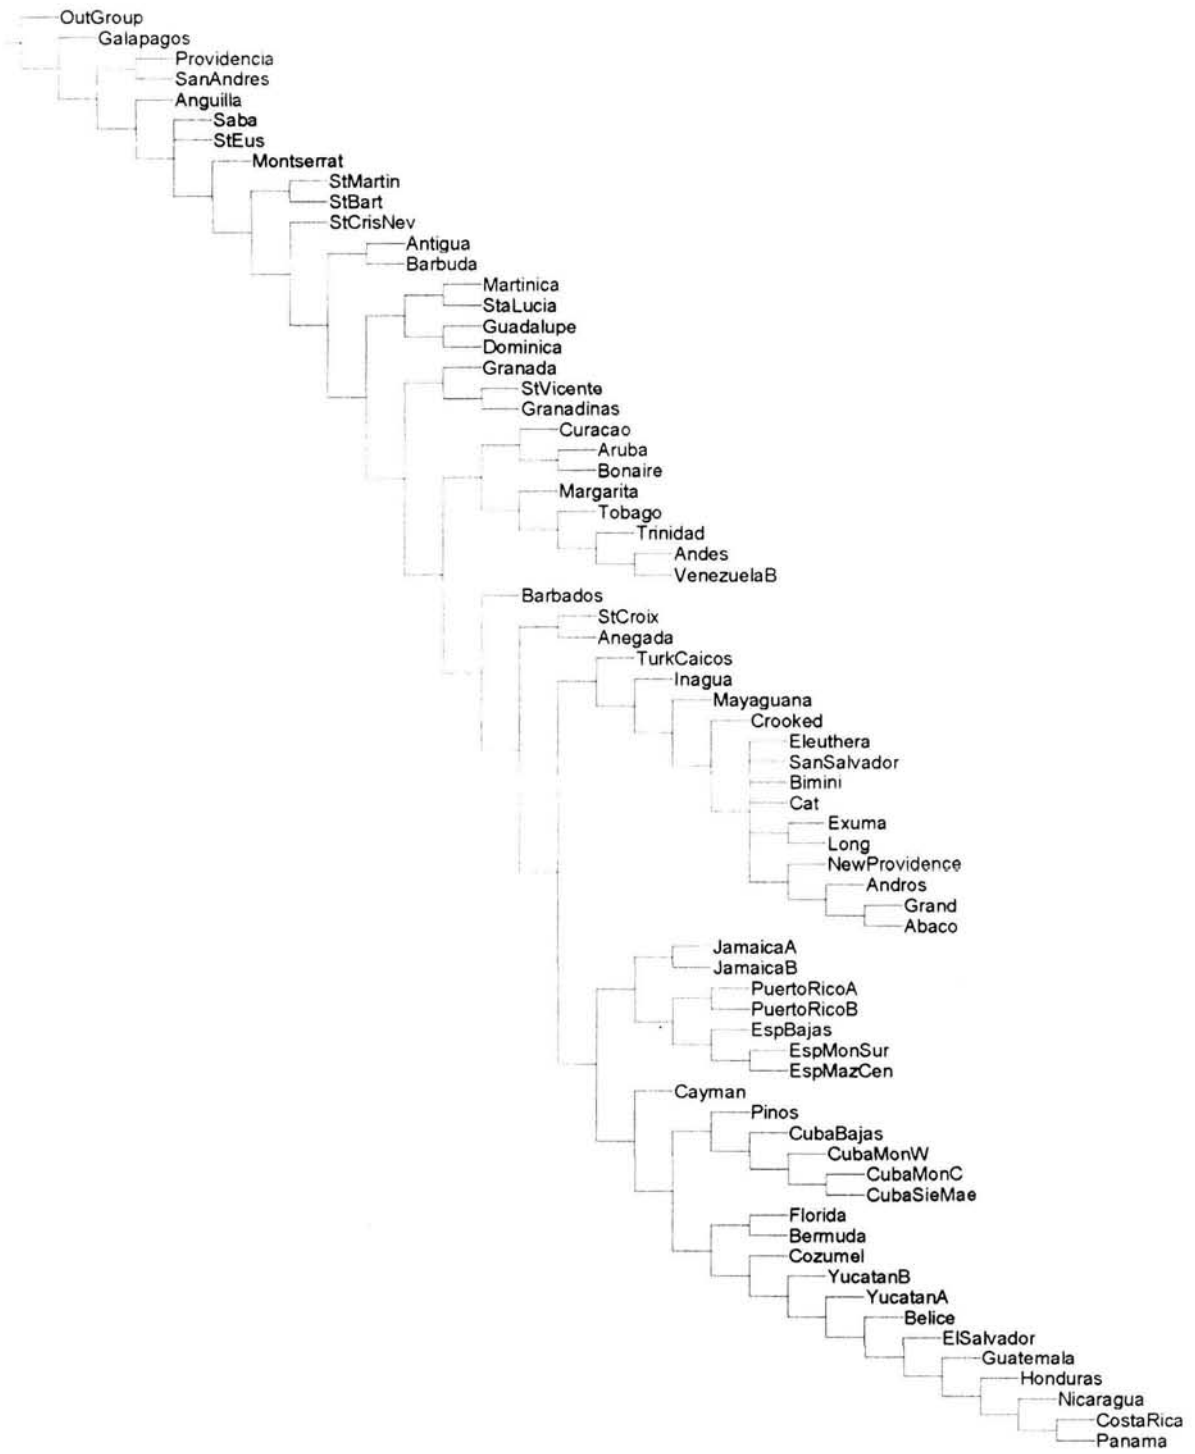 OutGroup
Galapagos
Providencia
SanAndres
Anguilla
Saba
StEus
Montserrat
StMartin
StBart
StCrisNev
Antigua
Barbuda
Martinica
StaLucia
Guadalupe
Dominica
Granada
StVicente
Granadinas
Curacao
Aruba
Bonaire
Margarita
Tobago
Trinidad
Andes
VenezuelaB
Barbados
StCroix
Anegada
TurkCaicos
Inagua
Mayaguana
Crooked
Eleuthera
SanSalvador
Bimini
Cat
Exuma
Long
NewProvidence
Andros
Grand
Abaco
JamaicaA
JamaicaB
PuertoRicoA
PuertoRicoB
EspBajas
EspMonSur
EspMazCen
Cayman
Pinos
CubaBajas
CubaMonW
CubaMonC
CubaSieMae
Florida
Bermuda
Cozumel
YucatanB
YucatanA
Belice
ElSalvador
Guatemala
Honduras
Nicaragua
CostaRica
Panama